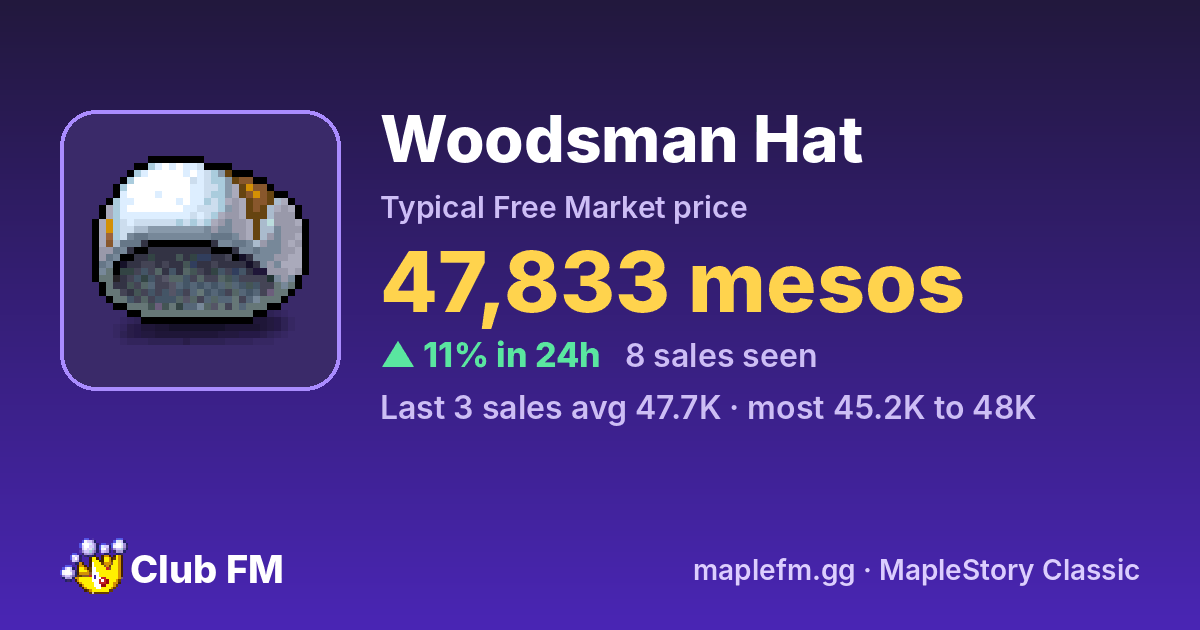 Woodsman Hat
Typical Free Market price
47,833 mesos
▲ 11% in 24h 8 sales seen
Last 3 sales avg 47.7K · most 45.2K to 48K
Club FM
maplefm.gg · MapleStory Classic